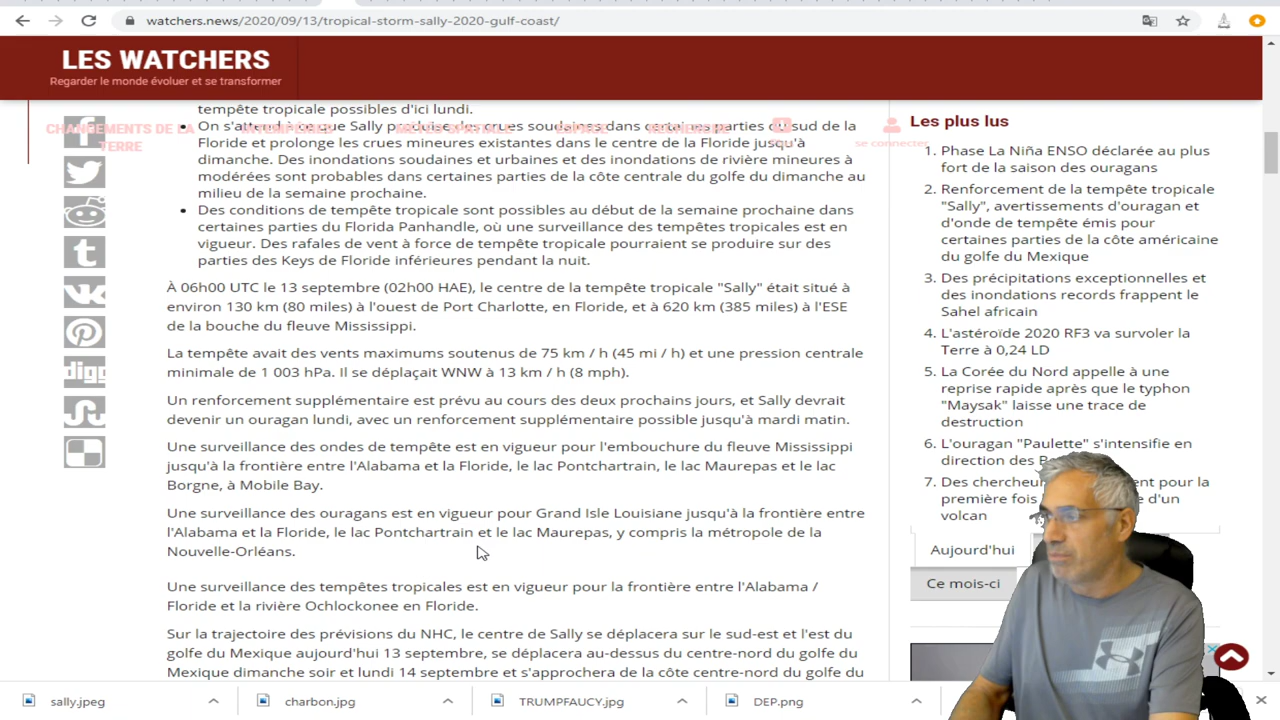 watchers.news/2020/09/13/tropical-storm-sally-2020-gulf-coast/
LES WATCHERS
Regarder le monde évoluer et se transformer
CHANGEMENTS DE LA
TERRE
INTEMPÉRIES
ESPACE
RECHERCHE
se connecter
tempête tropicale possibles d'ici lundi.
On s'attend à ce que Sally produise des crues soudaines dans certaines parties du sud de la
Floride et prolonge les crues mineures existantes dans le centre de la Floride jusqu'à
dimanche. Des inondations soudaines et urbaines et des inondations de rivière mineures à
modérées sont probables dans certaines parties de la côte centrale du golfe du dimanche au
milieu de la semaine prochaine.
Des conditions de tempête tropicale sont possibles au début de la semaine prochaine dans
certaines parties du Florida Panhandle, où une surveillance des tempêtes tropicales est en
vigueur. Des rafales de vent à force de tempête tropicale pourraient se produire sur des
parties des Keys de Floride inférieures pendant la nuit.
À 06h00 UTC le 13 septembre (02h00 HAE), le centre de la tempête tropicale "Sally" était situé à
environ 130 km (80 miles) à l'ouest de Port Charlotte, en Floride, et à 620 km (385 miles) à l'ESE
de la bouche du fleuve Mississippi.
La tempête avait des vents maximums soutenus de 75 km / h (45 mi / h) et une pression centrale
minimale de 1 003 hPa. Il se déplaçait WNW à 13 km / h (8 mph).
Un renforcement supplémentaire est prévu au cours des deux prochains jours, et Sally devrait
devenir un ouragan lundi, avec un renforcement supplémentaire possible jusqu'à mardi matin.
Une surveillance des ondes de tempête est en vigueur pour l'embouchure du fleuve Mississippi
jusqu'à la frontière entre l'Alabama et la Floride, le lac Pontchartrain, le lac Maurepas et le lac
Borgne, à Mobile Bay.
Une surveillance des ouragans est en vigueur pour Grand Isle Louisiane jusqu'à la frontière entre
l'Alabama et la Floride, le lac Pontchartrain et le lac Maurepas, y compris la métropole de la
Nouvelle-Orléans.
Une surveillance des tempêtes tropicales est en vigueur pour la frontière entre l'Alabama /
Floride et la rivière Ochlockonee en Floride.
Sur la trajectoire des prévisions du NHC, le centre de Sally se déplacera sur le sud-est et l'est du
golfe du Mexique aujourd'hui 13 septembre, se déplacera au-dessus du centre-nord du golfe du
Mexique dimanche soir et lundi 14 septembre et s'approchera de la côte centre-nord du golfe du
Les plus lus
1. Phase La Niña ENSO déclarée au plus
fort de la saison des ouragans
2. Renforcement de la tempête tropicale
"Sally", avertissements d'ouragan et
d'onde de tempête émis pour
certaines parties de la côte américaine
du golfe du Mexique
3. Des précipitations exceptionnelles et
des inondations records frappent le
Sahel africain
4. L'astéroïde 2020 RF3 va survoler la
Terre à 0,24 LD
5. La Corée du Nord appelle à une
reprise rapide après que le typhon
"Maysak" laisse une trace de
destruction
6. L'ouragan "Paulette" s'intensifie en
direction des
7. Des pour la
première fois d'un
volcan
Aujourd'hui
Ce mois-ci
digg
sally.jpeg
charbon.jpg
TRUMPFAUCY.jpg
DEP.png